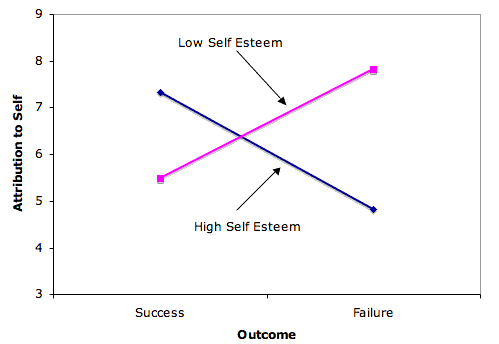 9
8
7
6
5
4
3
Attribution to Self
Low Self Esteem
High Self Esteem
Success
Failure
Outcome